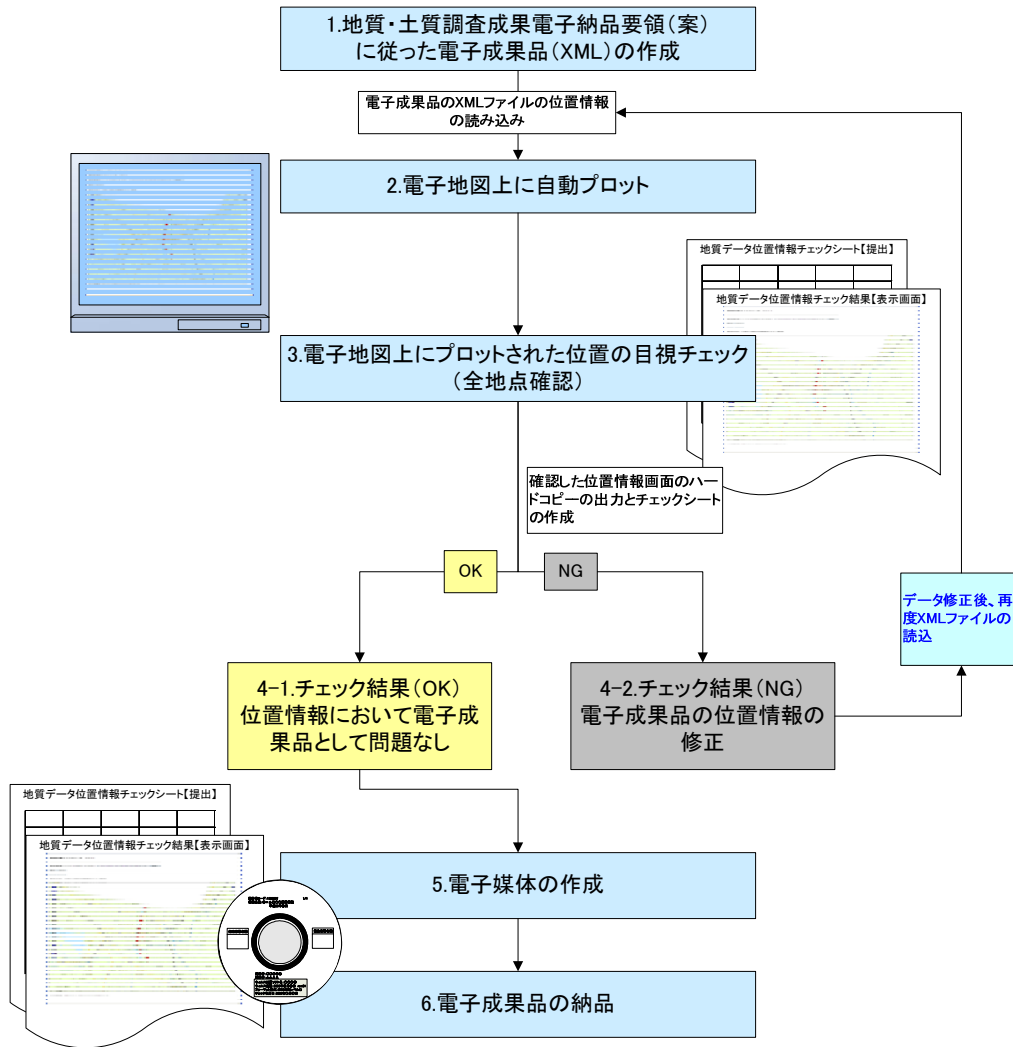 1.地質・土質調査成果電子納品要領（案）
に従った電子成果品（XML）の作成
電子成果品のXMLファイルの位置情報
の読み込み
2.電子地図上に自動プロット
地質データ位置情報チェックシート【提出】
地質データ位置情報チェック結果【表示画面】
3.電子地図上にプロットされた位置の目視チェック
（全地点確認）
確認した位置情報画面のハー
ドコピーの出力とチェックシート
の作成
OK
NG
データ修正後、再
度XMLファイルの
読込
4-1.チェック結果（OK）
位置情報において電子成
果品として問題なし
4-2.チェック結果（NG）
電子成果品の位置情報の
修正
地質データ位置情報チェックシート【提出】
地質データ位置情報チェック結果【表示画面】
5.電子媒体の作成
6.電子成果品の納品